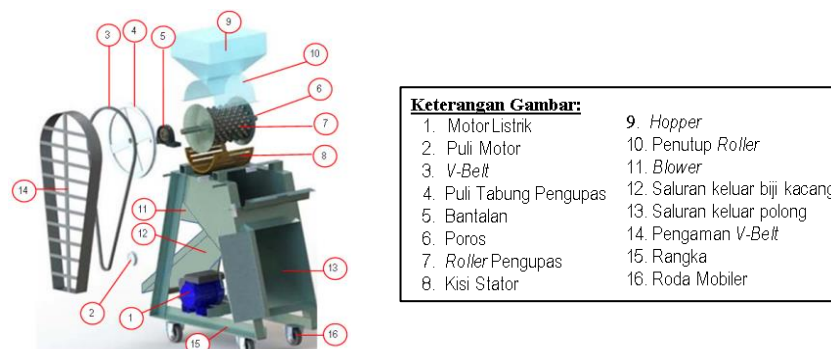 9
3
4
5
10
6
7
8
14
11
12
13
2
1
15
16
Keterangan Gambar:
1. Motor Listrik
2. Puli Motor
3. V-Belt
4. Puli Tabung Pengupas
5. Bantalan
6. Poros
7. Roller Pengupas
8. Kisi Stator
9. Hopper
10. Penutup Roller
11. Blower
12. Saluran keluar biji kacang
13. Saluran keluar polong
14. Pengaman V-Belt
15. Rangka
16. Roda Mobiler